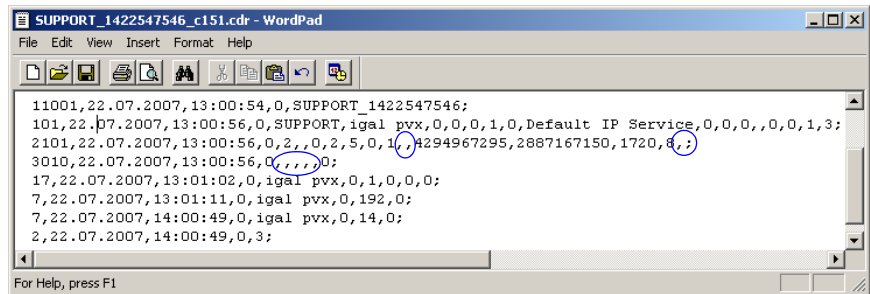 SUPPORT_1422547546_c151.cdr - WordPad
File Edit View Insert Format Help
11001,22.07.2007,13:00:54,0,SUPPORT_1422547546;
101,22.07.2007,13:00:56,0,SUPPORT,igal pvx,0,0,0,1,0,Default IP Service,0,0,0,,0,0,1,3;
2101,22.07.2007,13:00:56,0,2,,0,2,5,0,1,,4294967295,2887167150,1720,8,;
3010,22.07.2007,13:00:56,0,,,,,0;
17,22.07.2007,13:01:02,0,igal pvx,0,1,0,0,0;
7,22.07.2007,13:01:11,0,igal pvx,0,192,0;
7,22.07.2007,14:00:49,0,igal pvx,0,14,0;
2,22.07.2007,14:00:49,0,3;
For Help, press F1